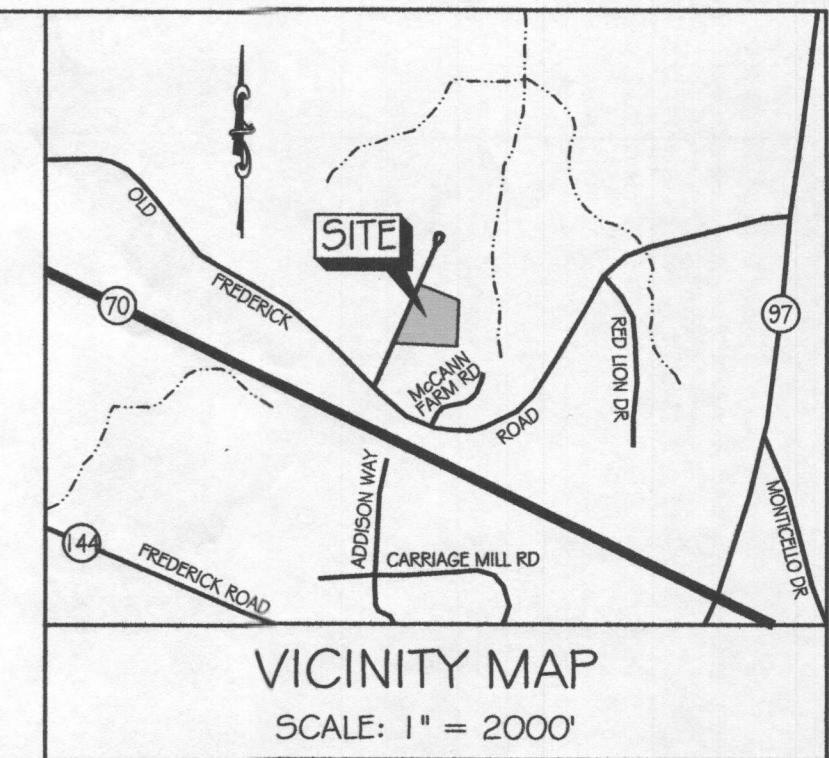 OLD
FREDERICK
SITE
70
97
McCANN
FARM RD
RED LION DR
ROAD
ADDISON WAY
144
FREDERICK ROAD
CARRIAGE MILL RD
MONTICELLO DR
VICINITY MAP
SCALE: 1" = 2000'